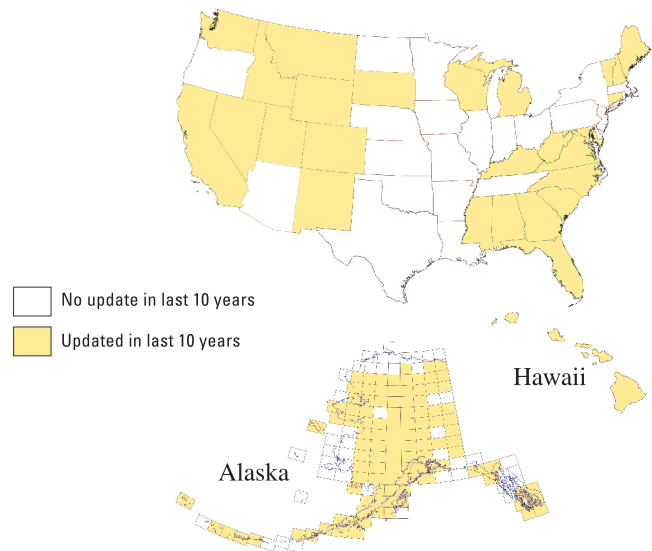 No update in last 10 years
Updated in last 10 years
Hawaii
Alaska